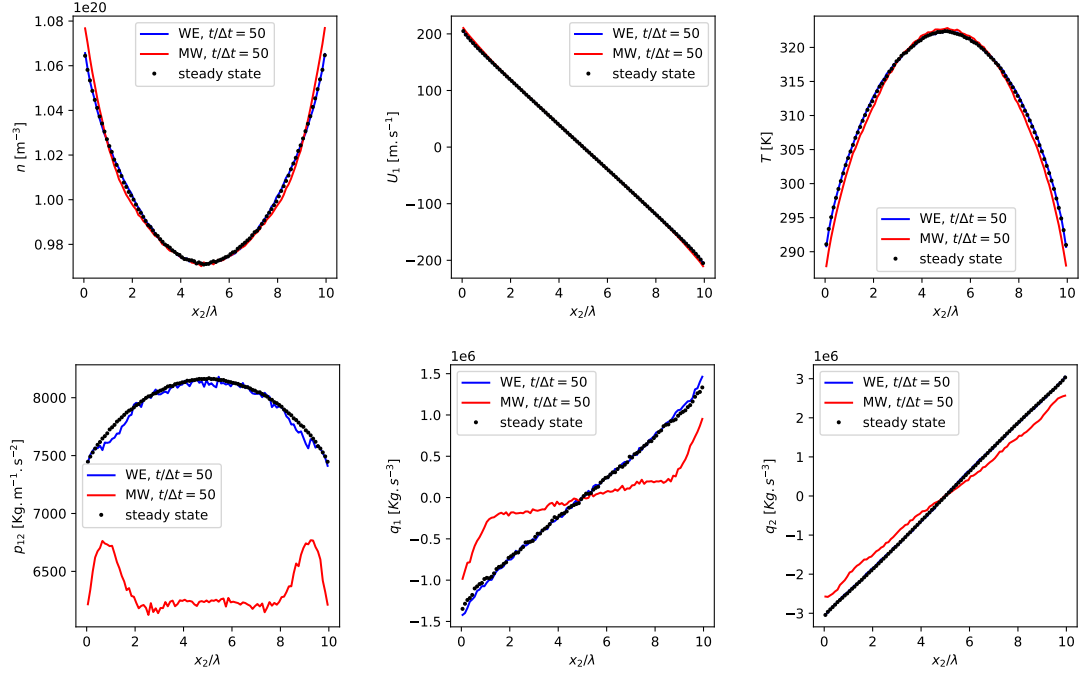 1e20
1.08
1.06
1.04
1.02
1.00
0.98
n [m⁻³]
WE, t/Δt = 50
MW, t/Δt = 50
steady state
0 2 4 6 8 10
x₂/λ
200
100
0
−100
−200
U₁ [m. s⁻¹]
WE, t/Δt = 50
MW, t/Δt = 50
steady state
0 2 4 6 8 10
x₂/λ
320
315
310
305
300
295
290
T [K]
WE, t/Δt = 50
MW, t/Δt = 50
steady state
0 2 4 6 8 10
x₂/λ
8000
7500
7000
6500
p₁₂ [Kg. m⁻¹. s⁻²]
WE, t/Δt = 50
MW, t/Δt = 50
steady state
0 2 4 6 8 10
x₂/λ
1e6
1.5
1.0
0.5
0.0
−0.5
−1.0
−1.5
q₁ [Kg. s⁻³]
WE, t/Δt = 50
MW, t/Δt = 50
steady state
0 2 4 6 8 10
x₂/λ
1e6
3
2
1
0
−1
−2
−3
q₂ [Kg. s⁻³]
WE, t/Δt = 50
MW, t/Δt = 50
steady state
0 2 4 6 8 10
x₂/λ